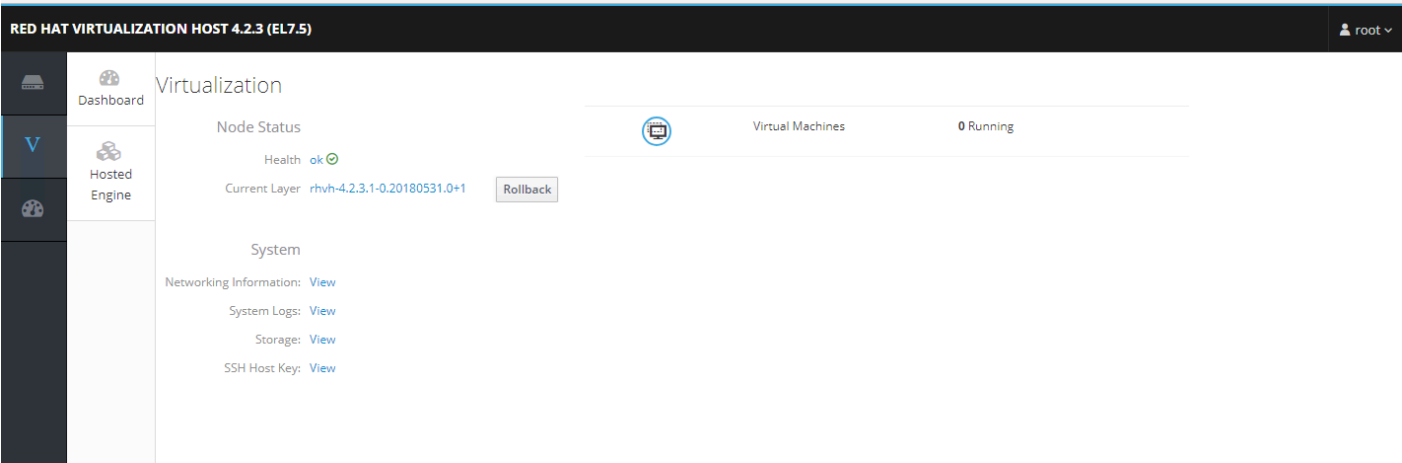 RED HAT VIRTUALIZATION HOST 4.2.3 (EL7.5)
root
Dashboard
V
Hosted
Engine
Virtualization
Node Status
Health ok
Current Layer rhvh-4.2.3.1-0.20180531.0+1 Rollback
System
Networking Information: View
System Logs: View
Storage: View
SSH Host Key: View
Virtual Machines 0 Running